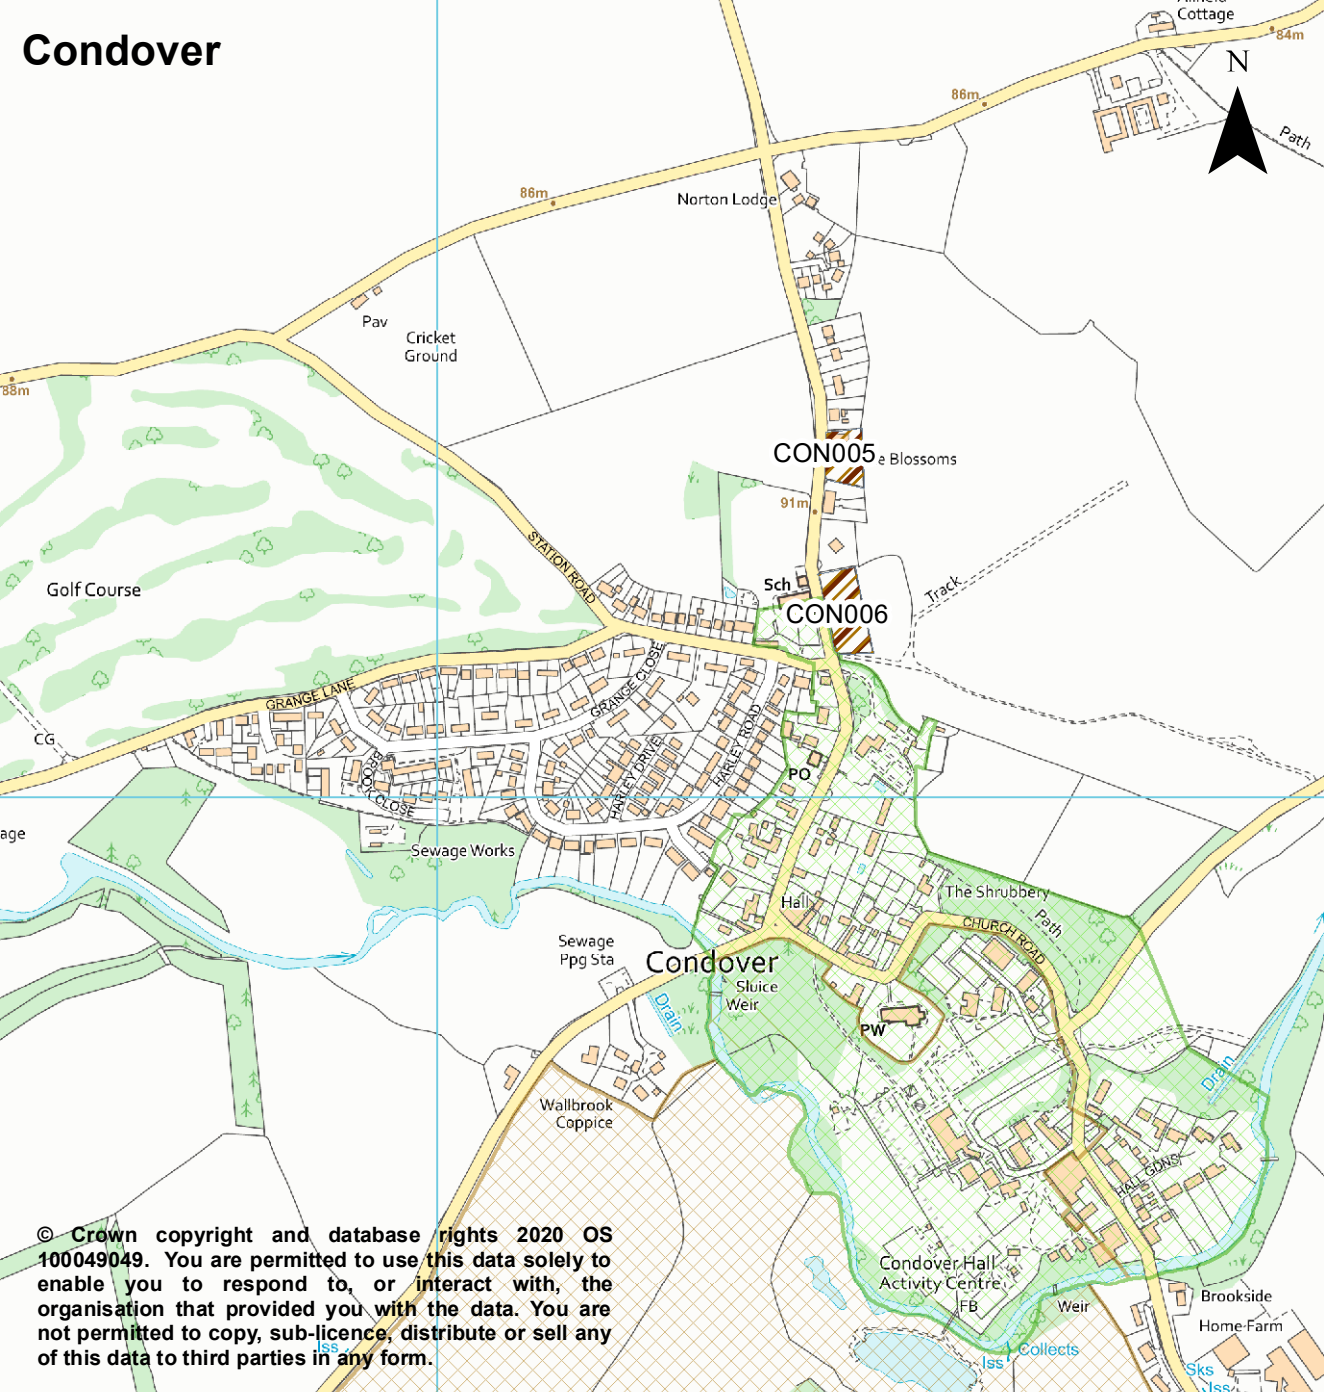 Condover
Cottage
84m
N
86m
Path
Norton Lodge
86m
Pav
Cricket
Ground
88m
CON005
e Blossoms
91m
STATION ROAD
Sch
Track
Golf Course
CON006
GRANGE CLOSE
GRANGE LANE
HARLEY ROAD
CG
HARLEY DRIVE
BROOK CLOSE
PO
age
Sewage Works
The Shrubbery
Hall
Path
CHURCH ROAD
Sewage
Ppg Sta
Condover
Sluice
Weir
Drain
PW
Drain
Wallbrook
Coppice
HALL GDNS
© Crown copyright and database rights 2020 OS
100049049. You are permitted to use this data solely to
enable you to respond to, or interact with, the
organisation that provided you with the data. You are
not permitted to copy, sub-licence, distribute or sell any
of this data to third parties in any form.
Iss
Condover Hall
Activity Centre
FB
Weir
Brookside
Home Farm
Collects
Iss
Sks
Iss